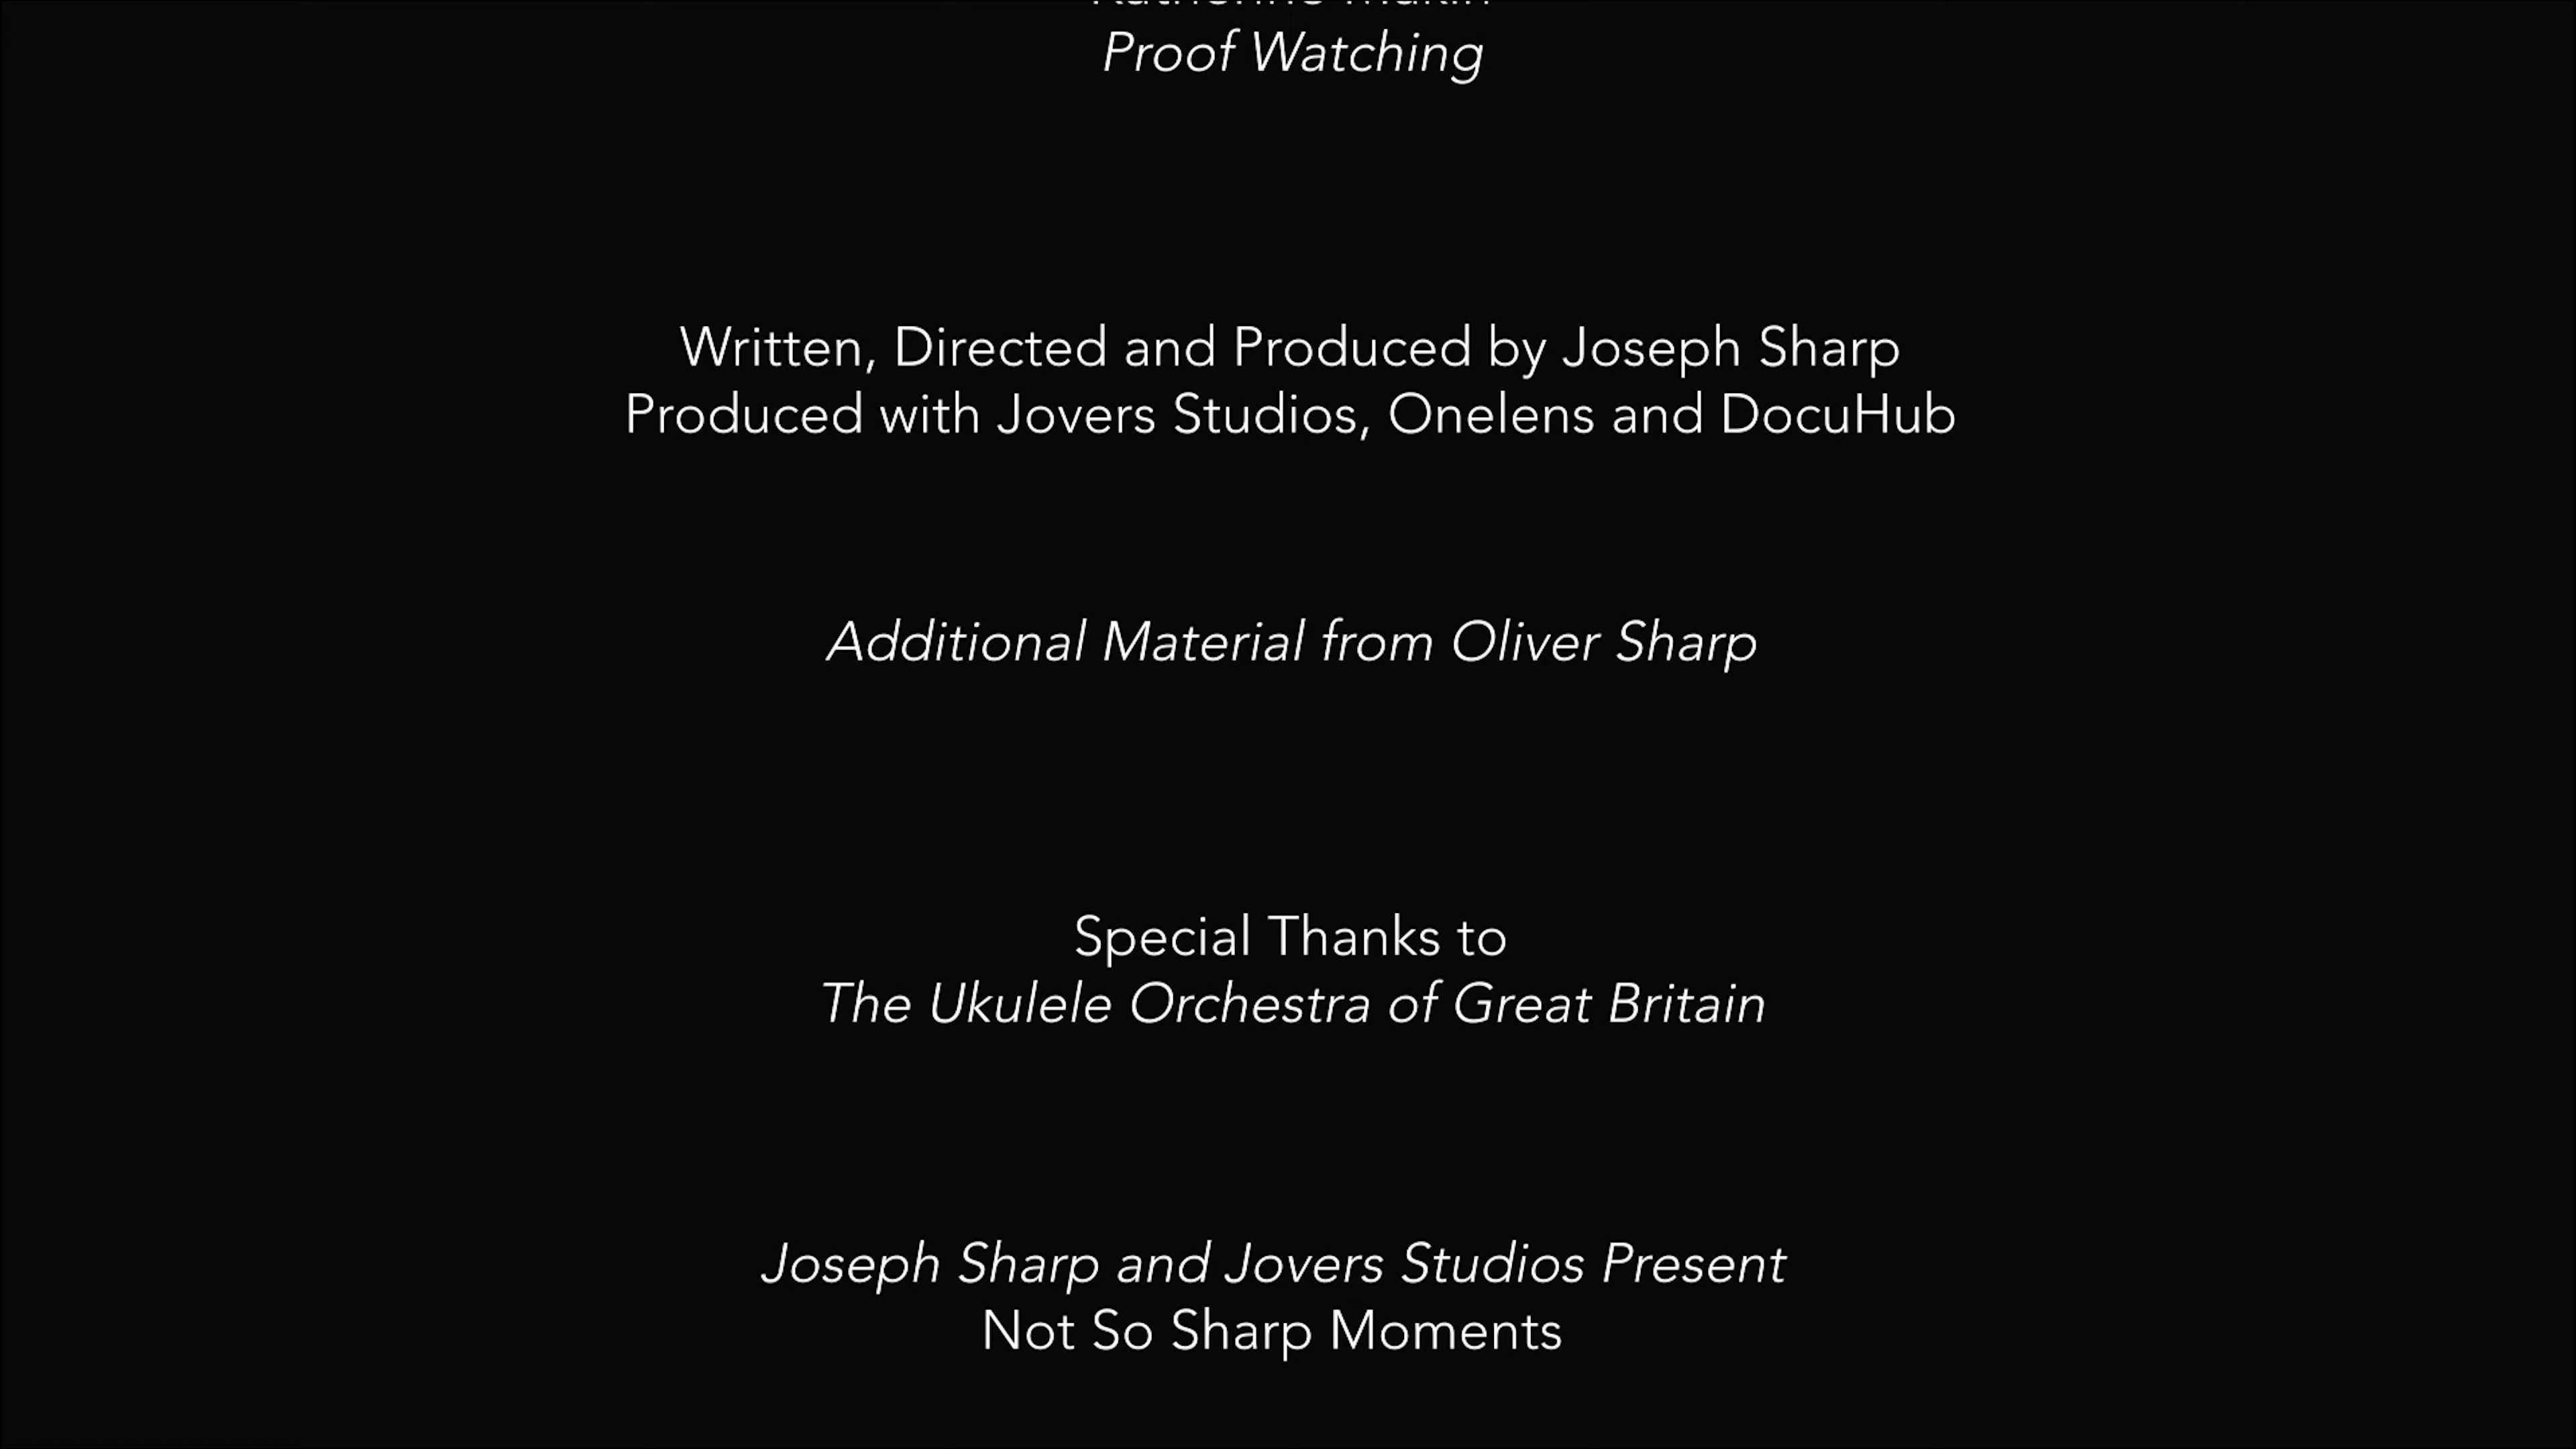 Proof Watching
Written, Directed and Produced by Joseph Sharp
Produced with Jovers Studios, Onelens and DocuHub
Additional Material from Oliver Sharp
Special Thanks to
The Ukulele Orchestra of Great Britain
Joseph Sharp and Jovers Studios Present
Not So Sharp Moments